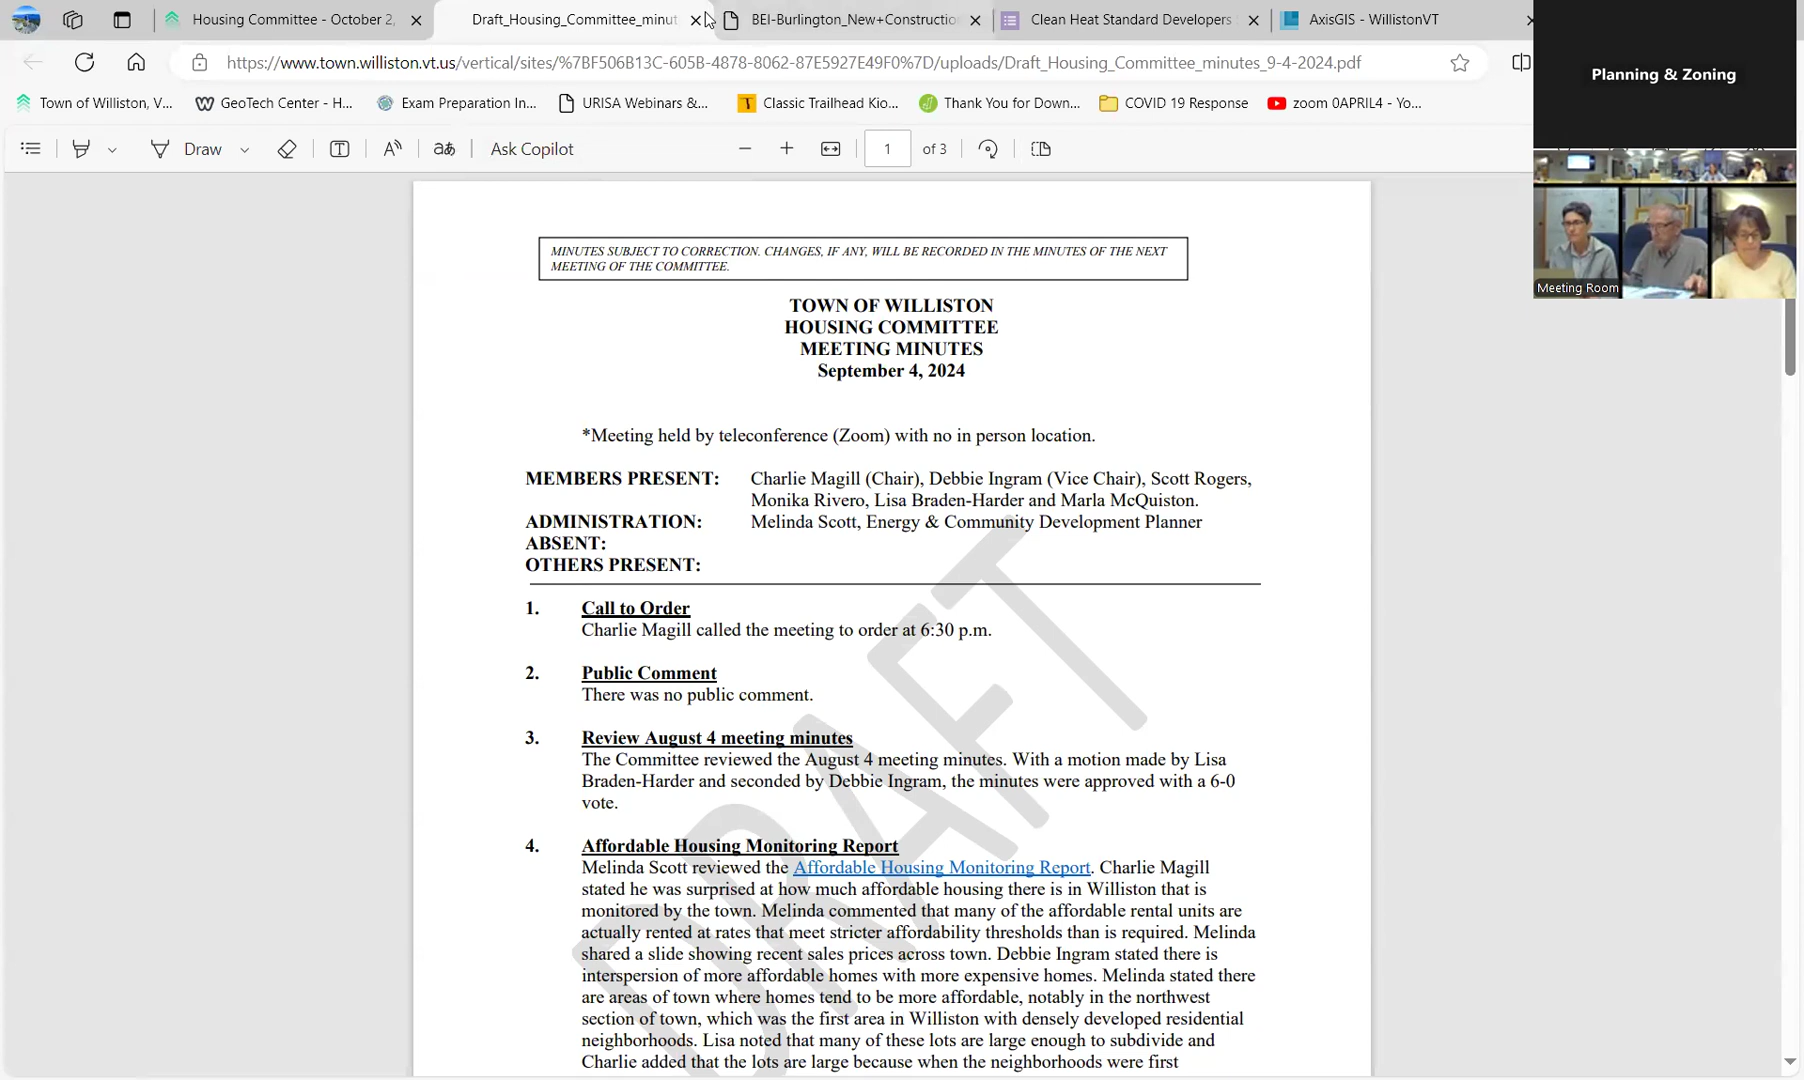 Housing Committee - October 2,
Draft_Housing_Committee_minut
BEI-Burlington_New+Constructio
Clean Heat Standard Developers
AxisGIS - WillistonVT
https://www.town.williston.vt.us/vertical/sites/%7BF506B13C-605B-4878-8062-87E5927E49F0%7D/uploads/Draft_Housing_Committee_minutes_9-4-2024.pdf
Town of Williston, V...
GeoTech Center - H...
Exam Preparation In...
URISA Webinars &...
Classic Trailhead Kio...
Thank You for Down...
COVID 19 Response
zoom 0APRIL4 - Yo...
Draw
Ask Copilot
1 of 3
Planning & Zoning
Meeting Room
MINUTES SUBJECT TO CORRECTION. CHANGES, IF ANY, WILL BE RECORDED IN THE MINUTES OF THE NEXT
MEETING OF THE COMMITTEE.
TOWN OF WILLISTON
HOUSING COMMITTEE
MEETING MINUTES
September 4, 2024
*Meeting held by teleconference (Zoom) with no in person location.
MEMBERS PRESENT: Charlie Magill (Chair), Debbie Ingram (Vice Chair), Scott Rogers,
Monika Rivero, Lisa Braden-Harder and Marla McQuiston.
ADMINISTRATION: Melinda Scott, Energy & Community Development Planner
ABSENT:
OTHERS PRESENT:
1. Call to Order
Charlie Magill called the meeting to order at 6:30 p.m.
2. Public Comment
There was no public comment.
3. Review August 4 meeting minutes
The Committee reviewed the August 4 meeting minutes. With a motion made by Lisa
Braden-Harder and seconded by Debbie Ingram, the minutes were approved with a 6-0
vote.
4. Affordable Housing Monitoring Report
Melinda Scott reviewed the Affordable Housing Monitoring Report. Charlie Magill
stated he was surprised at how much affordable housing there is in Williston that is
monitored by the town. Melinda commented that many of the affordable rental units are
actually rented at rates that meet stricter affordability thresholds than is required. Melinda
shared a slide showing recent sales prices across town. Debbie Ingram stated there is
interspersion of more affordable homes with more expensive homes. Melinda stated there
are areas of town where homes tend to be more affordable, notably in the northwest
section of town, which was the first area in Williston with densely developed residential
neighborhoods. Lisa noted that many of these lots are large enough to subdivide and
Charlie added that the lots are large because when the neighborhoods were first
DRAFT